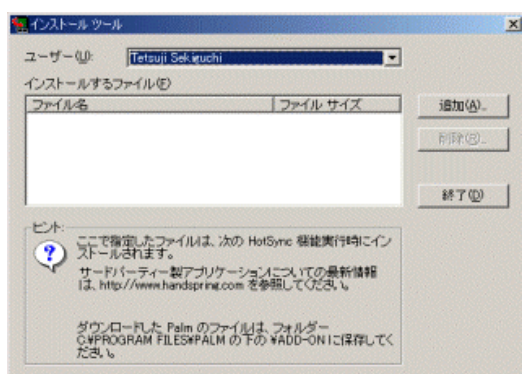 インストール ツール
ユーザー(U): Tetsuji Sekiguchi
インストールするファイル(F)
ファイル名 ファイル サイズ
追加(A)...
削除(R)...
終了(D)
ヒント:
ここで指定したファイルは、次の HotSync 機能実行時にイン
ストールされます。
サードパーティー製アプリケーションについての最新情報
は、http://www.handspring.com を参照してください。
ダウンロードした Palm のファイルは、フォルダー
C:¥PROGRAM FILES¥PALM の下の ¥ADD-ON に保存してく
ださい。